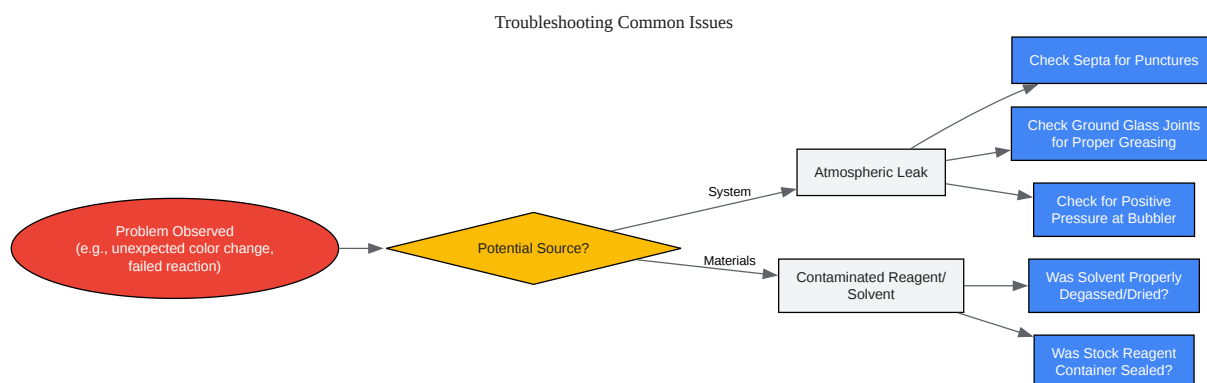 Troubleshooting Common Issues
Problem Observed
(e.g., unexpected color change,
failed reaction)
Potential Source?
System
Materials
Atmospheric Leak
Contaminated Reagent/
Solvent
Check Septa for Punctures
Check Ground Glass Joints
for Proper Greasing
Check for Positive
Pressure at Bubbler
Was Solvent Properly
Degassed/Dried?
Was Stock Reagent
Container Sealed?